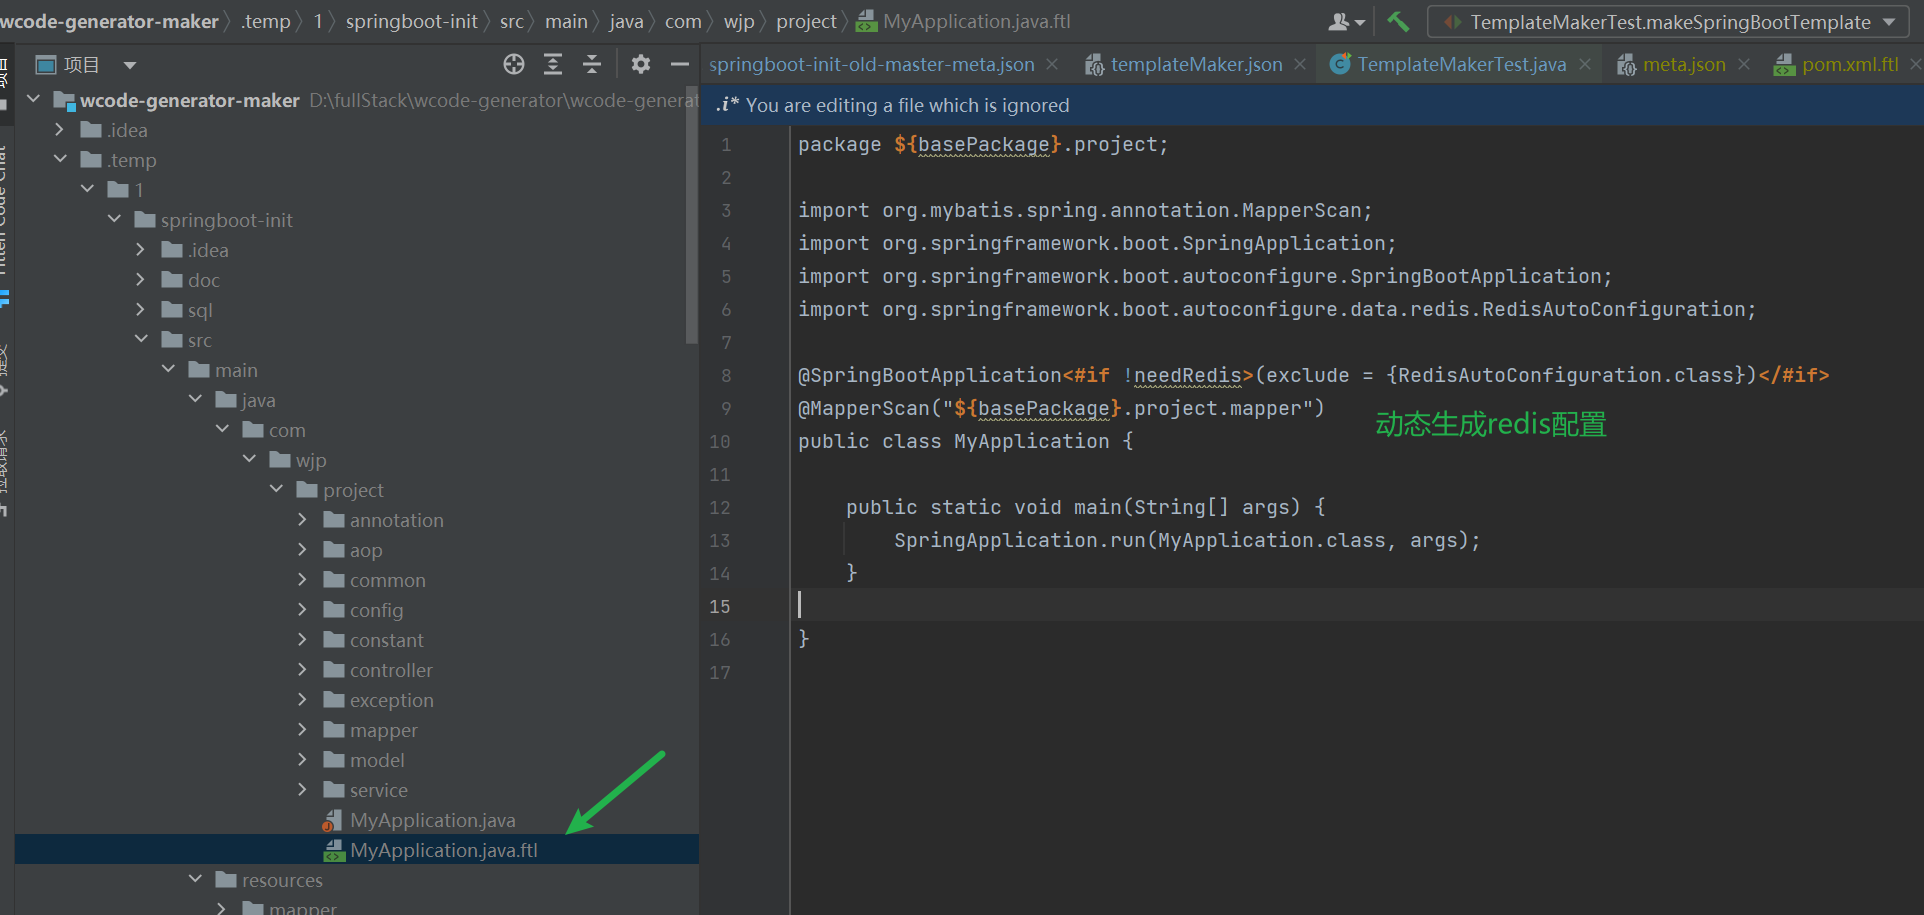 wcode-generator-maker 〉 .temp 〉 1 〉 springboot-init 〉 src 〉 main 〉 java 〉 com 〉 wjp 〉 project 〉 MyApplication.java.ftl
TemplateMakerTest.makeSpringBootTemplate
项目
springboot-init-old-master-meta.json × templateMaker.json × TemplateMakerTest.java × meta.json × pom.xml.ftl ×
.i* You are editing a file which is ignored
wcode-generator-maker D:\fullStack\wcode-generator\wcode-generat
.idea
.temp
1
springboot-init
.idea
doc
sql
src
main
java
com
wjp
project
annotation
aop
common
config
constant
controller
exception
mapper
model
service
MyApplication.java
MyApplication.java.ftl
resources
mapper
1 package ${basePackage}.project;
2
3 import org.mybatis.spring.annotation.MapperScan;
4 import org.springframework.boot.SpringApplication;
5 import org.springframework.boot.autoconfigure.SpringBootApplication;
6 import org.springframework.boot.autoconfigure.data.redis.RedisAutoConfiguration;
7
8 @SpringBootApplication<#if !needRedis>(exclude = {RedisAutoConfiguration.class})</#if>
9 @MapperScan("${basePackage}.project.mapper")
动态生成redis配置
10 public class MyApplication {
11
12 public static void main(String[] args) {
13 SpringApplication.run(MyApplication.class, args);
14 }
15
16 }
17